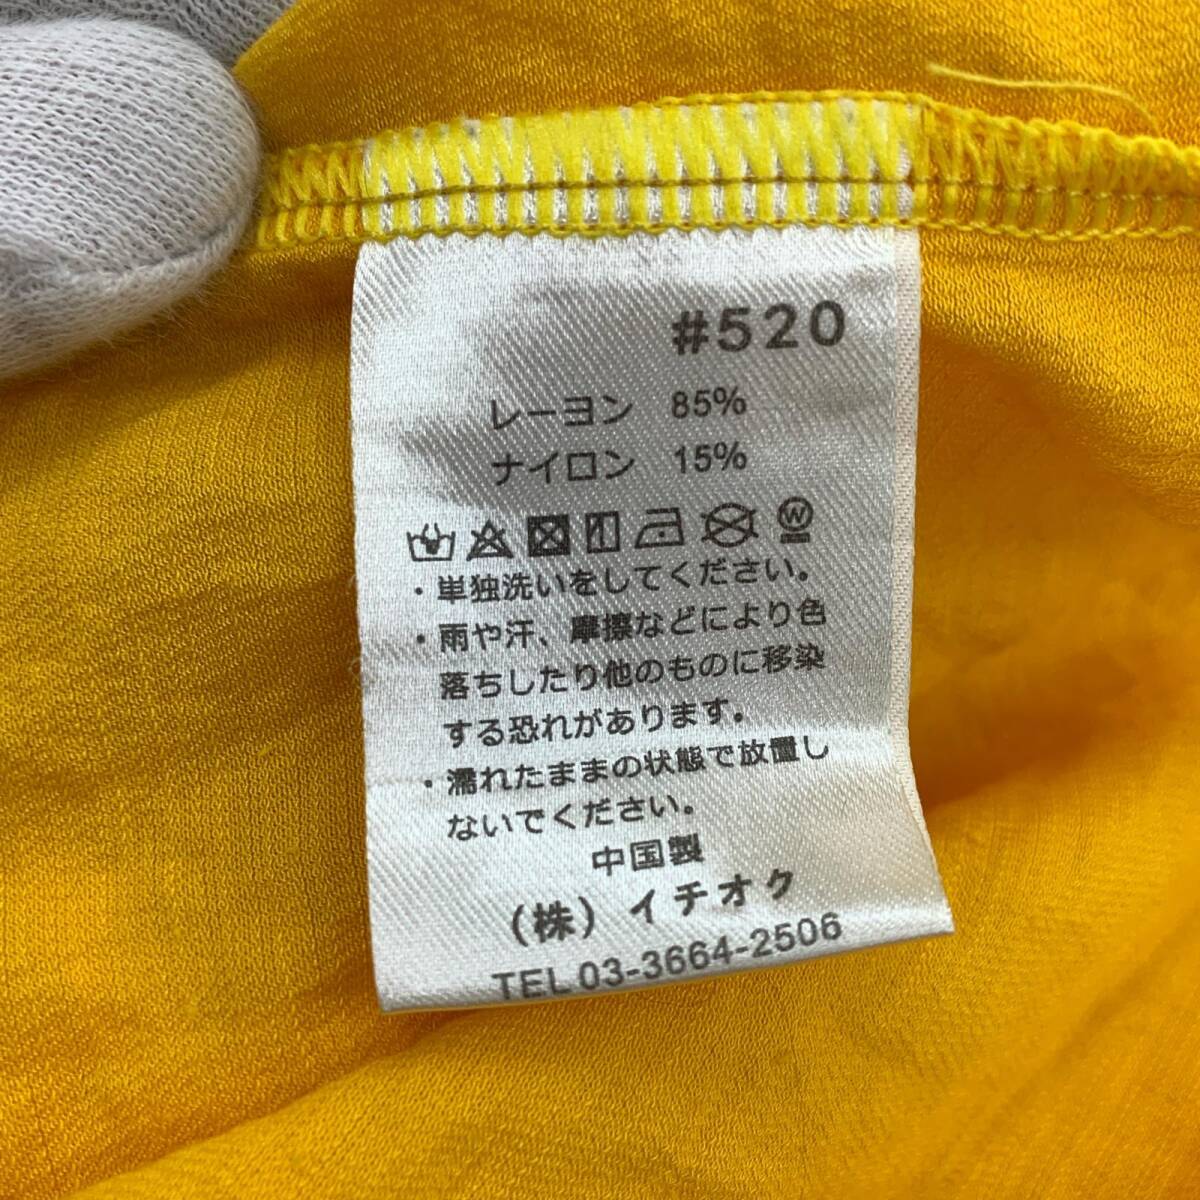 #520
レーヨン 85%
ナイロン 15%
W
・単独洗いをしてください。
・雨や汗、摩擦などにより色
落ちしたり他のものに移染
する恐れがあります。
・濡れたままの状態で放置し
ないでください。
中国製
（株）イチオク
TEL 03-3664-2506